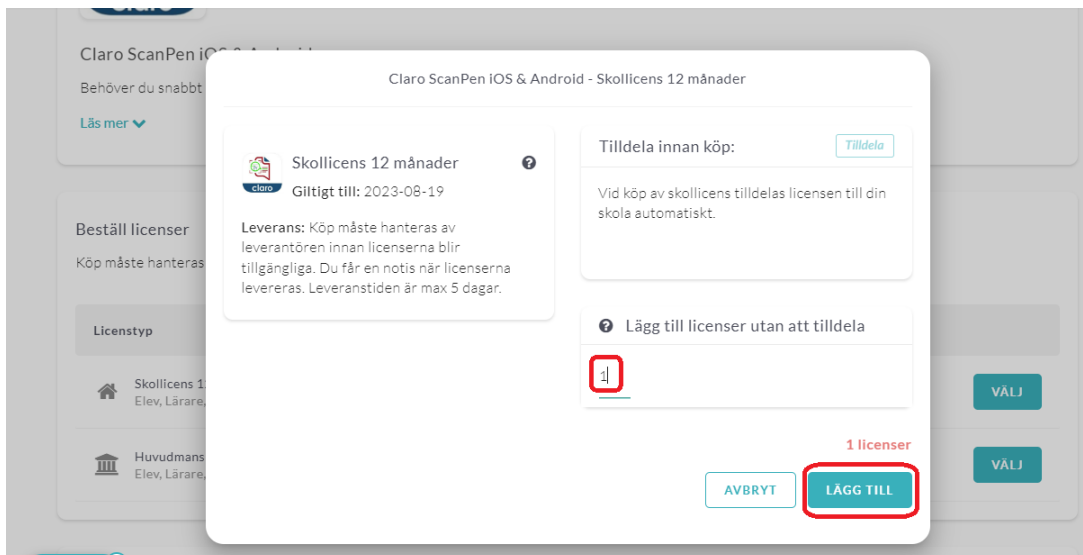 Claro ScanPen
Behöver du snabbt
Läs mer
Beställ licenser
Köp måste hanteras
Licenstyp
Skollicens 1
Elev, Lärare,
VÄLJ
Huvudmans
Elev, Lärare,
VÄLJ
Claro ScanPen iOS & Android - Skollicens 12 månader
claro
Skollicens 12 månader
Giltigt till: 2023-08-19
Leverans: Köp måste hanteras av
leverantören innan licenserna blir
tillgängliga. Du får en notis när licenserna
levereras. Leveranstiden är max 5 dagar.
Tilldela innan köp:
Tilldela
Vid köp av skollicens tilldelas licensen till din
skola automatiskt.
Lägg till licenser utan att tilldela
1
1 licenser
AVBRYT
LÄGG TILL